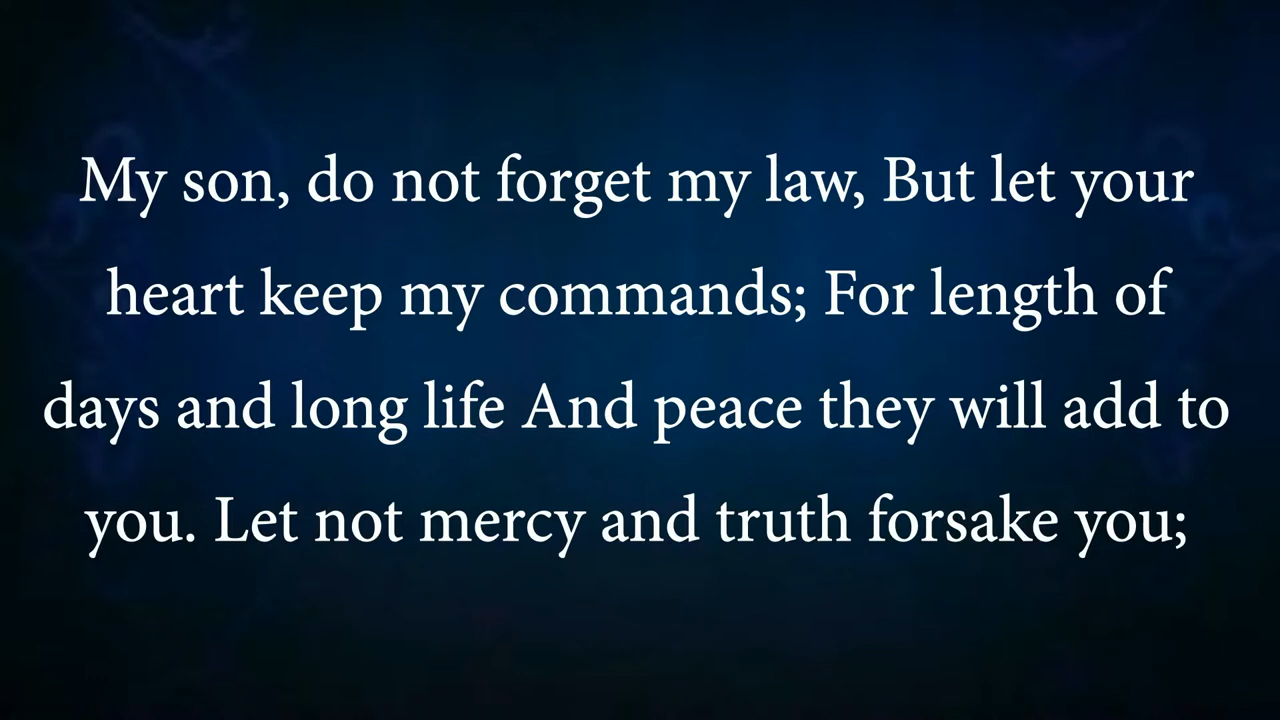 My son, do not forget my law, But let your
heart keep my commands; For length of
days and long life And peace they will add to
you. Let not mercy and truth forsake you;